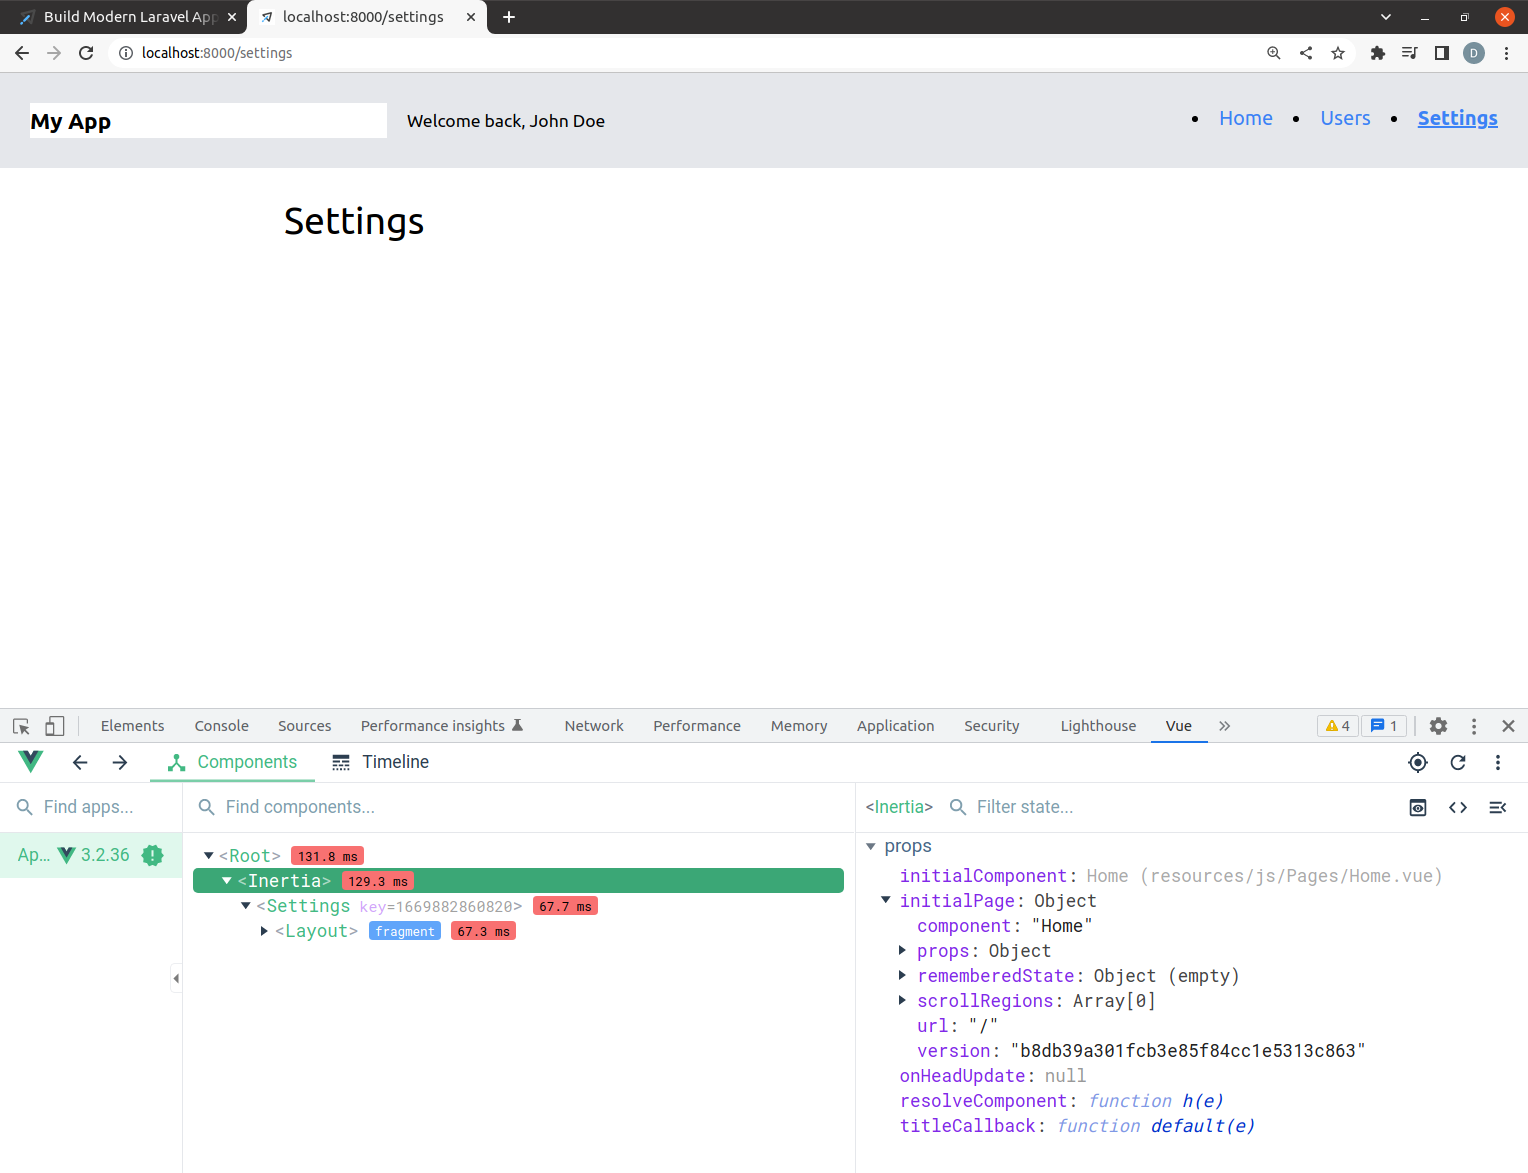 Build Modern Laravel App
localhost:8000/settings
localhost:8000/settings
D
My App
Welcome back, John Doe
• Home • Users • Settings
Settings
Elements Console Sources Performance insights Network Performance Memory Application Security Lighthouse Vue 4 1
Components Timeline
Find apps... Find components... <Inertia> Filter state...
Ap... 3.2.36
<Root> 131.8 ms
<Inertia> 129.3 ms
<Settings key=1669882860820> 67.7 ms
<Layout> fragment 67.3 ms
props
initialComponent: Home (resources/js/Pages/Home.vue)
initialPage: Object
component: "Home"
props: Object
rememberedState: Object (empty)
scrollRegions: Array[0]
url: "/"
version: "b8db39a301fcb3e85f84cc1e5313c863"
onHeadUpdate: null
resolveComponent: function h(e)
titleCallback: function default(e)